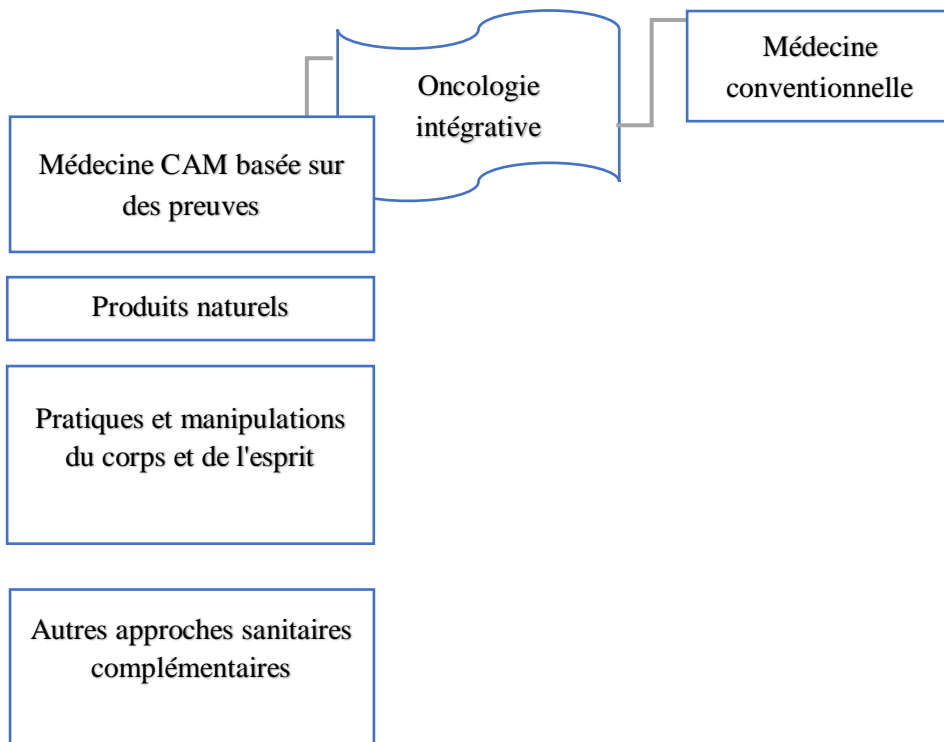 Oncologie
intégrative
Médecine
conventionnelle
Médecine CAM basée sur
des preuves
Produits naturels
Pratiques et manipulations
du corps et de l'esprit
Autres approches sanitaires
complémentaires